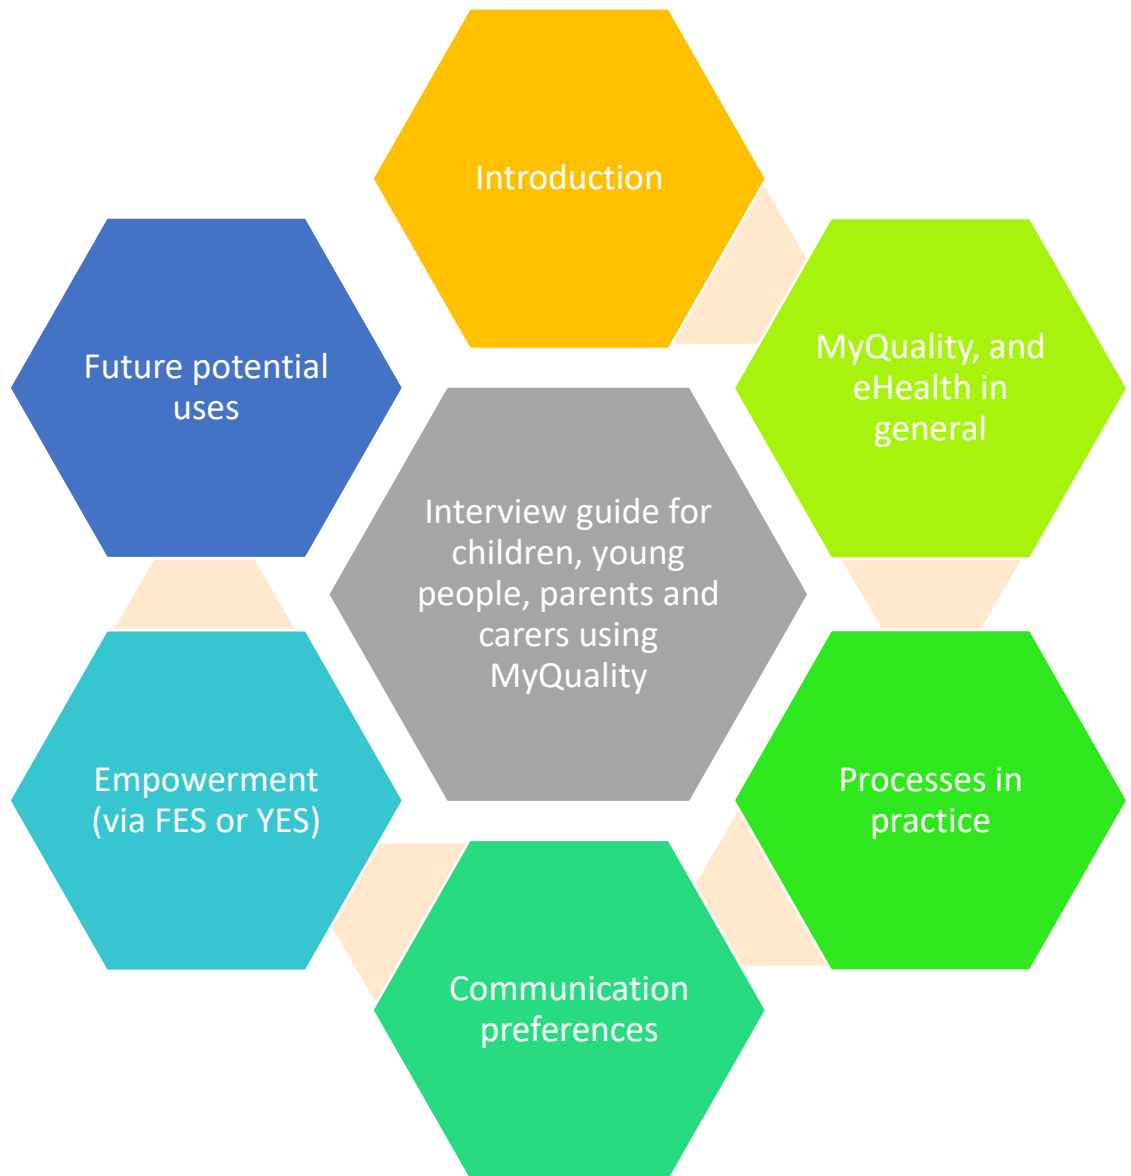 Introduction
MyQuality, and
eHealth in
general
Processes in
practice
Communication
preferences
Empowerment
(via FES or YES)
Future potential
uses
Interview guide for
children, young
people, parents and
carers using
MyQuality